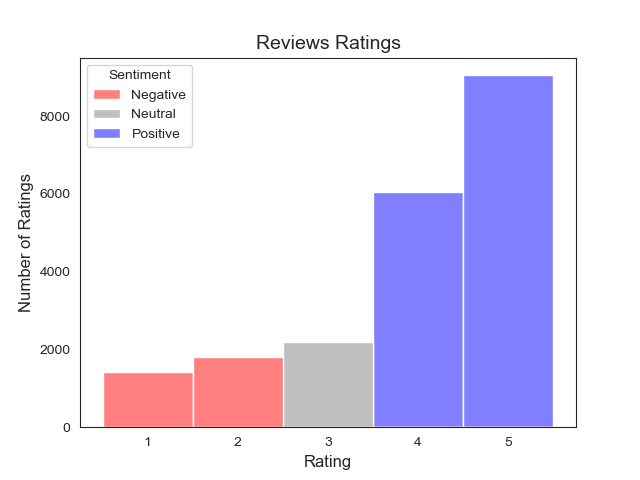 Reviews Ratings
Sentiment
Negative
Neutral
Positive
Number of Ratings
8000
6000
4000
2000
0
1 2 3 4 5
Rating